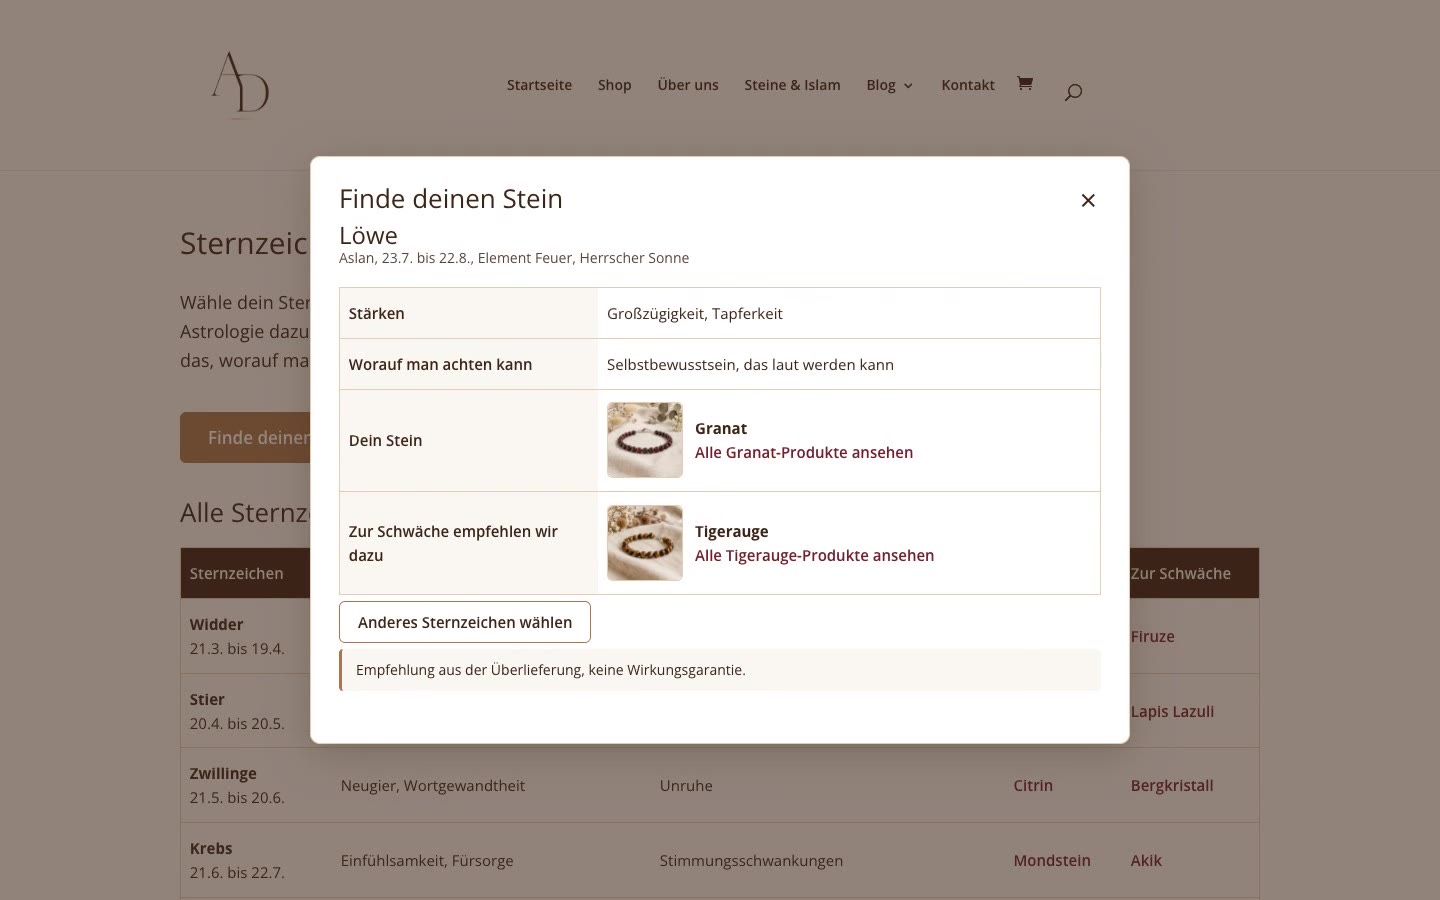 AD
Startseite Shop Über uns Steine & Islam Blog Kontakt
Finde deinen Stein
Löwe
Aslan, 23.7. bis 22.8., Element Feuer, Herrscher Sonne
Stärken Großzügigkeit, Tapferkeit
Worauf man achten kann Selbstbewusstsein, das laut werden kann
Dein Stein
Granat
Alle Granat-Produkte ansehen
Zur Schwäche empfehlen wir
dazu
Tigerauge
Alle Tigerauge-Produkte ansehen
Anderes Sternzeichen wählen
Empfehlung aus der Überlieferung, keine Wirkungsgarantie.
Sternzeic
Wähle dein Ster
Astrologie dazu
das, worauf ma
Finde deiner
Alle Sternz
Sternzeichen Zur Schwäche
Widder
21.3. bis 19.4.
Firuze
Stier
20.4. bis 20.5.
Lapis Lazuli
Zwillinge
21.5. bis 20.6.
Neugier, Wortgewandtheit Unruhe Citrin Bergkristall
Krebs
21.6. bis 22.7.
Einfühlsamkeit, Fürsorge Stimmungsschwankungen Mondstein Akik